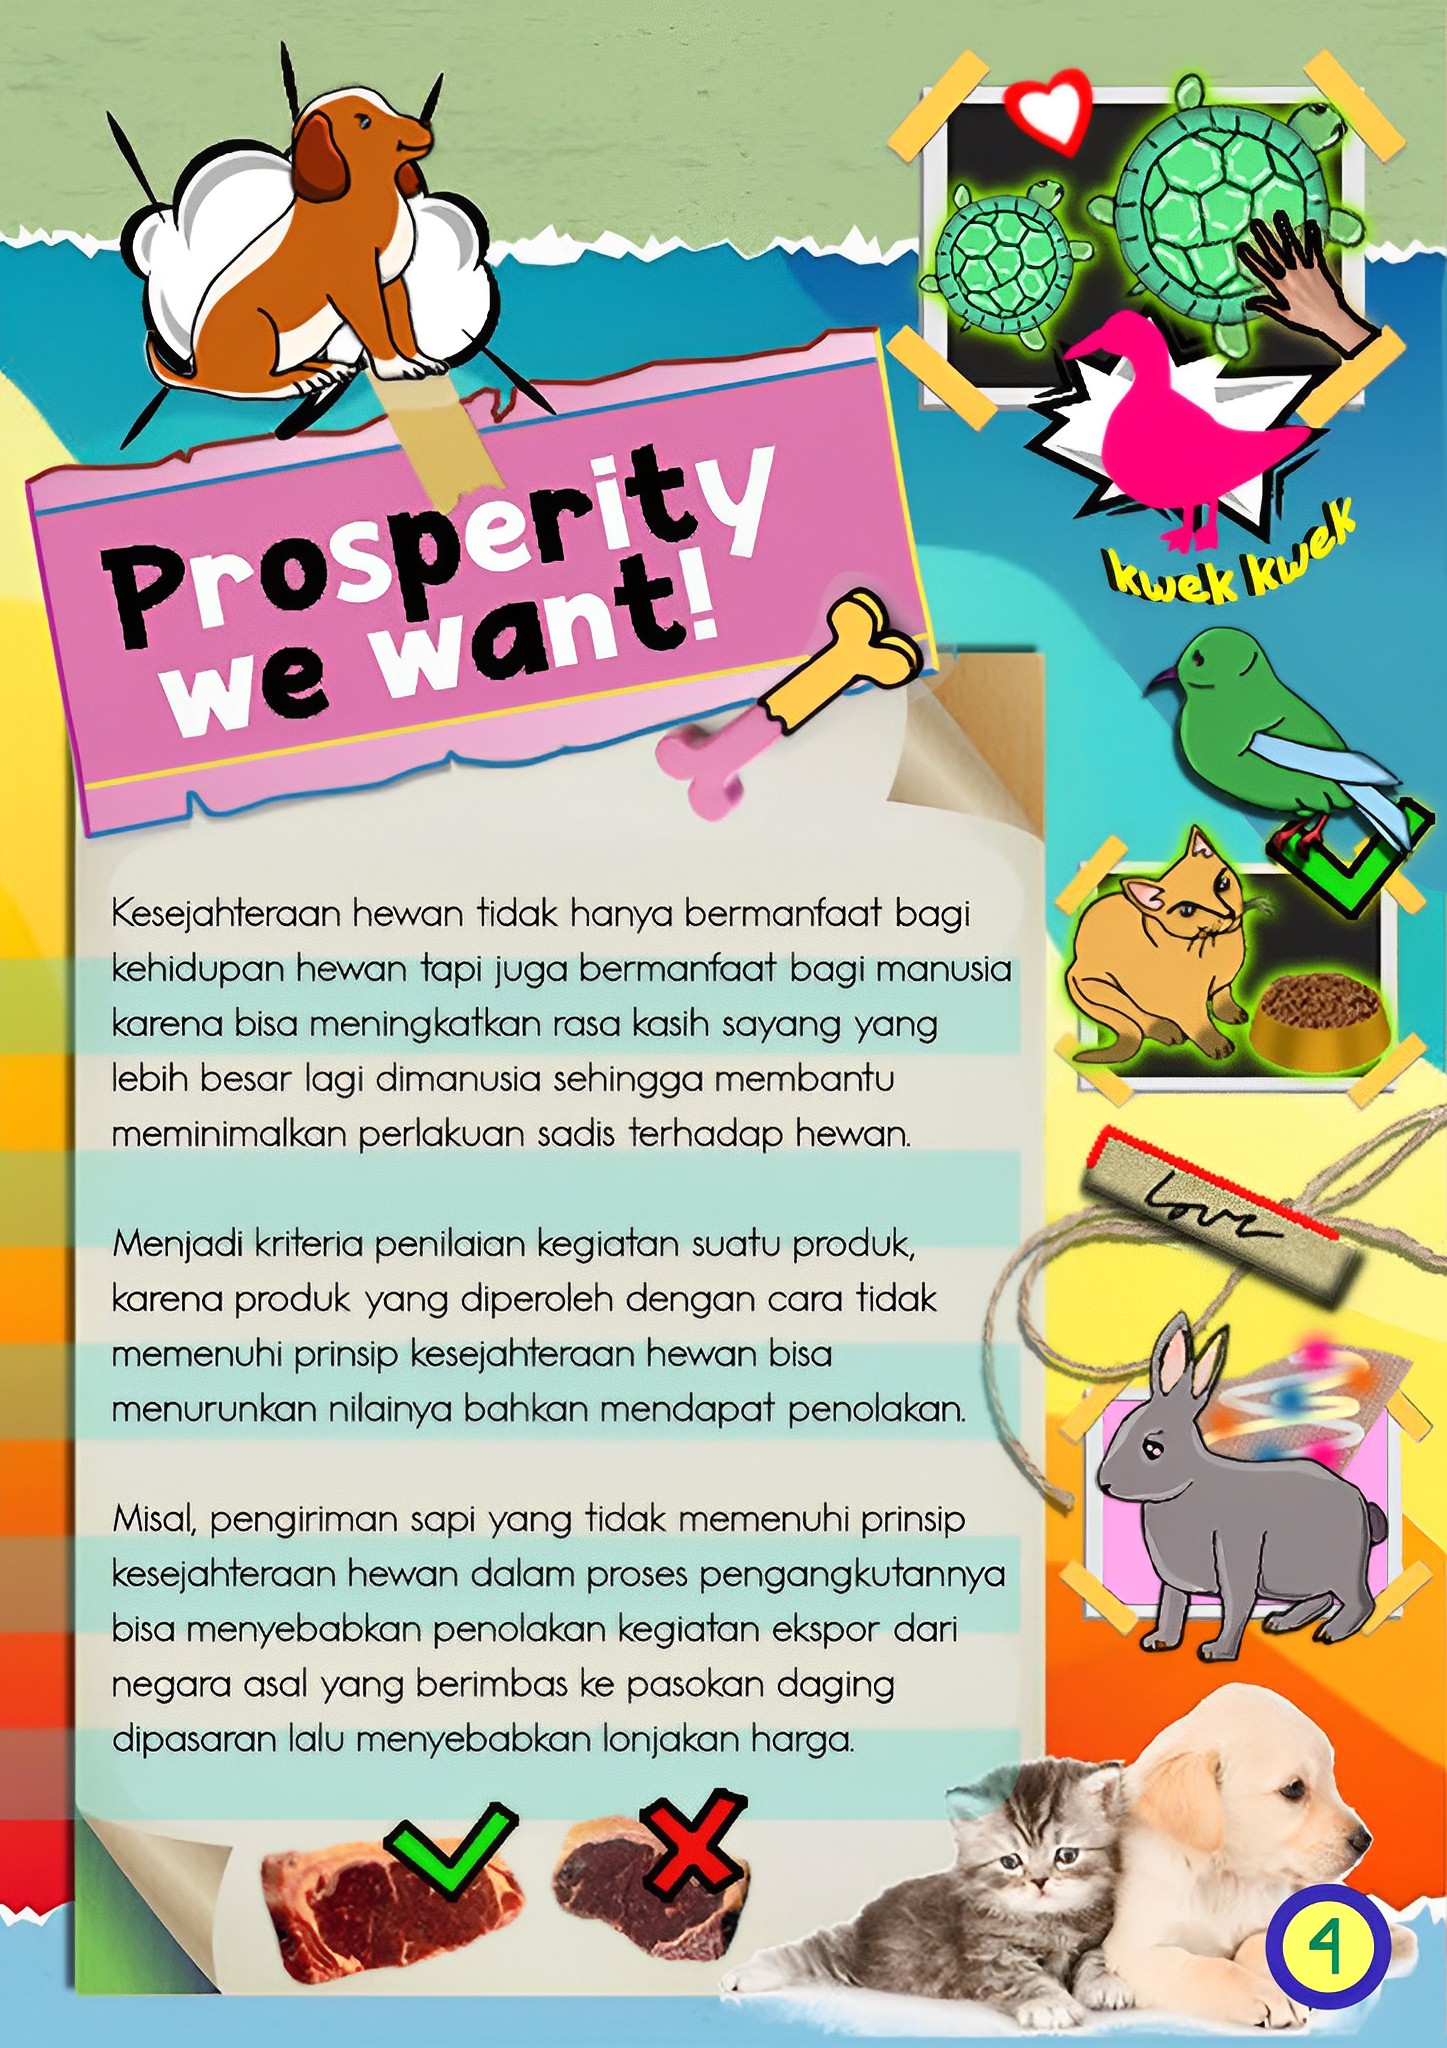 Prosperity
we want!
kwek kwek
Kesejahteraan hewan tidak hanya bermanfaat bagi
kehidupan hewan tapi juga bermanfaat bagi manusia
karena bisa meningkatkan rasa kasih sayang yang
lebih besar lagi dimanusia sehingga membantu
meminimalkan perlakuan sadis terhadap hewan.
Menjadi kriteria penilaian kegiatan suatu produk,
karena produk yang diperoleh dengan cara tidak
memenuhi prinsip kesejahteraan hewan bisa
menurunkan nilainya bahkan mendapat penolakan.
Misal, pengiriman sapi yang tidak memenuhi prinsip
kesejahteraan hewan dalam proses pengangkutannya
bisa menyebabkan penolakan kegiatan ekspor dari
negara asal yang berimbas ke pasokan daging
dipasaran lalu menyebabkan lonjakan harga.
love
4